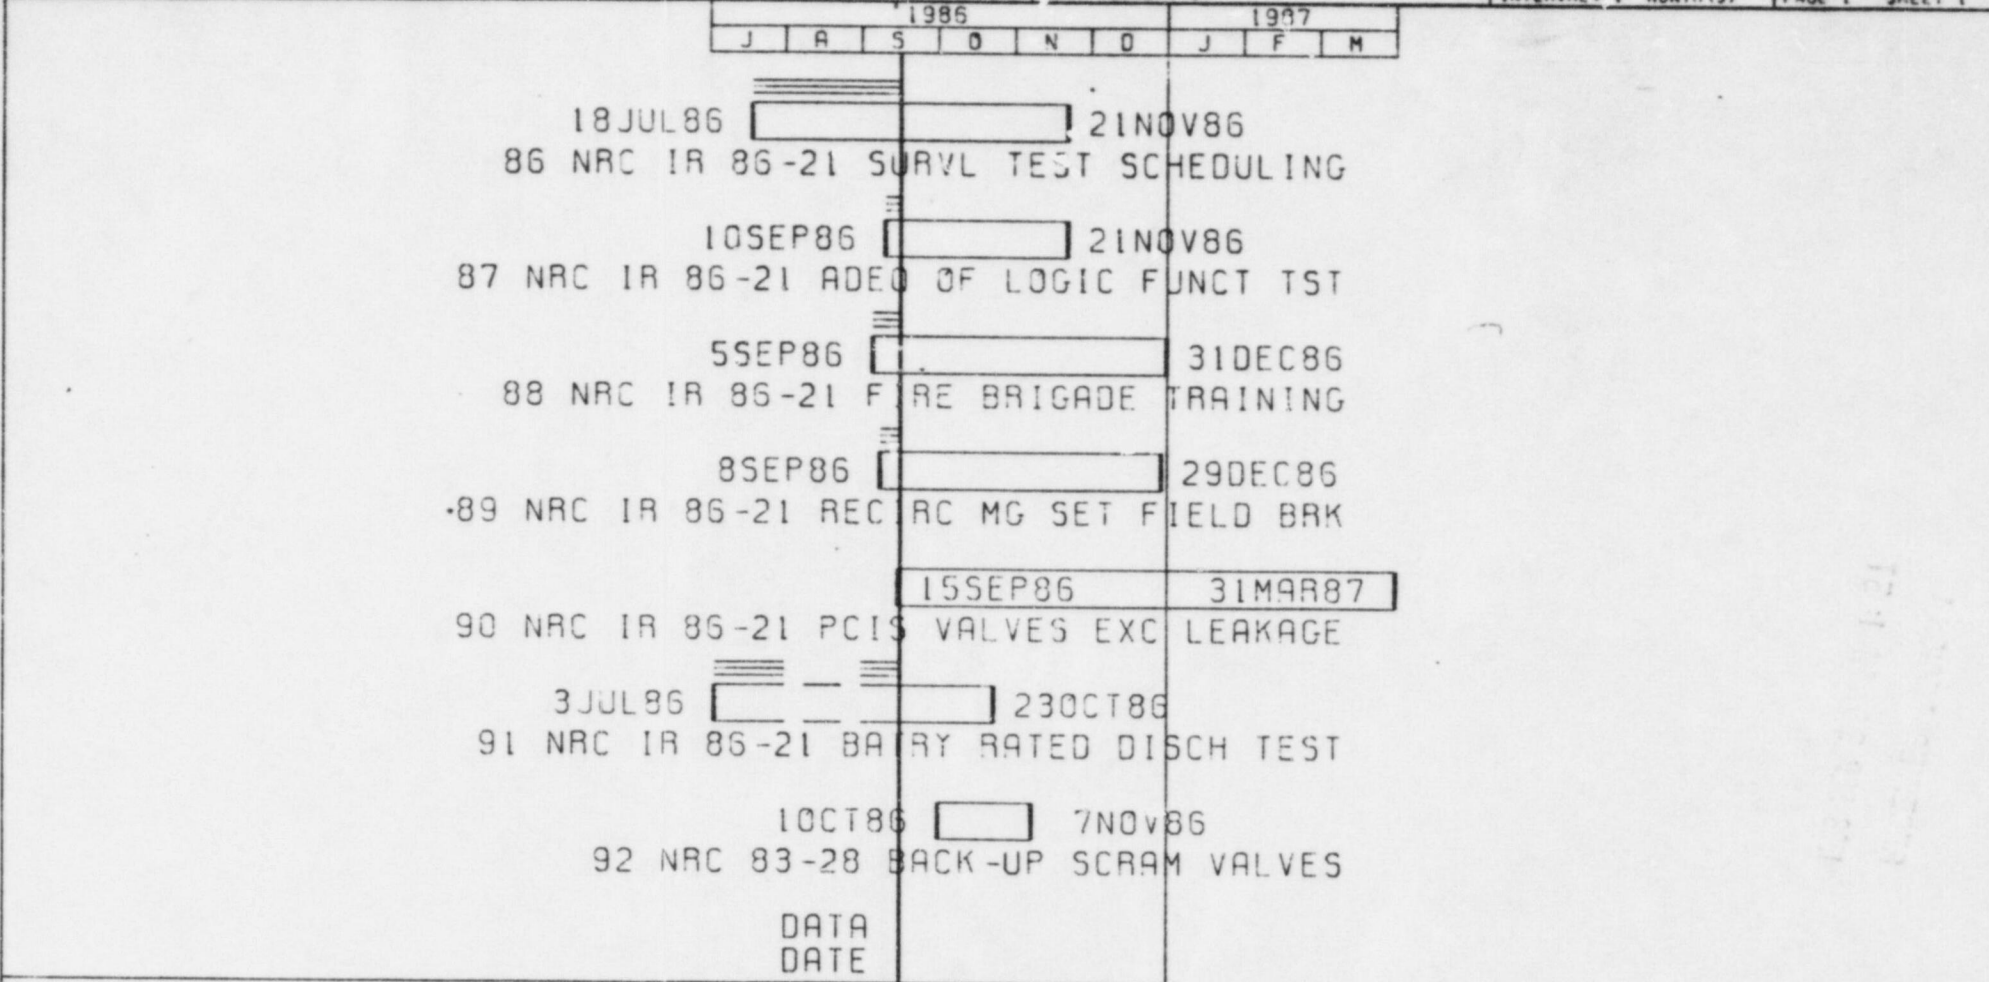 1986 1987
J A S O N D J F M
18JUL86 21NOV86
86 NRC IR 86-21 SURVL TEST SCHEDULING
10SEP86 21NOV86
87 NRC IR 86-21 ADEQ OF LOGIC FUNCT TST
5SEP86 31DEC86
88 NRC IR 86-21 FIRE BRIGADE TRAINING
8SEP86 29DEC86
89 NRC IR 86-21 RECIRC MG SET FIELD BRK
15SEP86 31MAR87
90 NRC IR 86-21 PCIS VALVES EXC LEAKAGE
3JUL86 23OCT86
91 NRC IR 86-21 BATRY RATED DISCH TEST
1OCT86 7NOV86
92 NRC 83-28 BACK-UP SCRAM VALVES
DATA
DATE